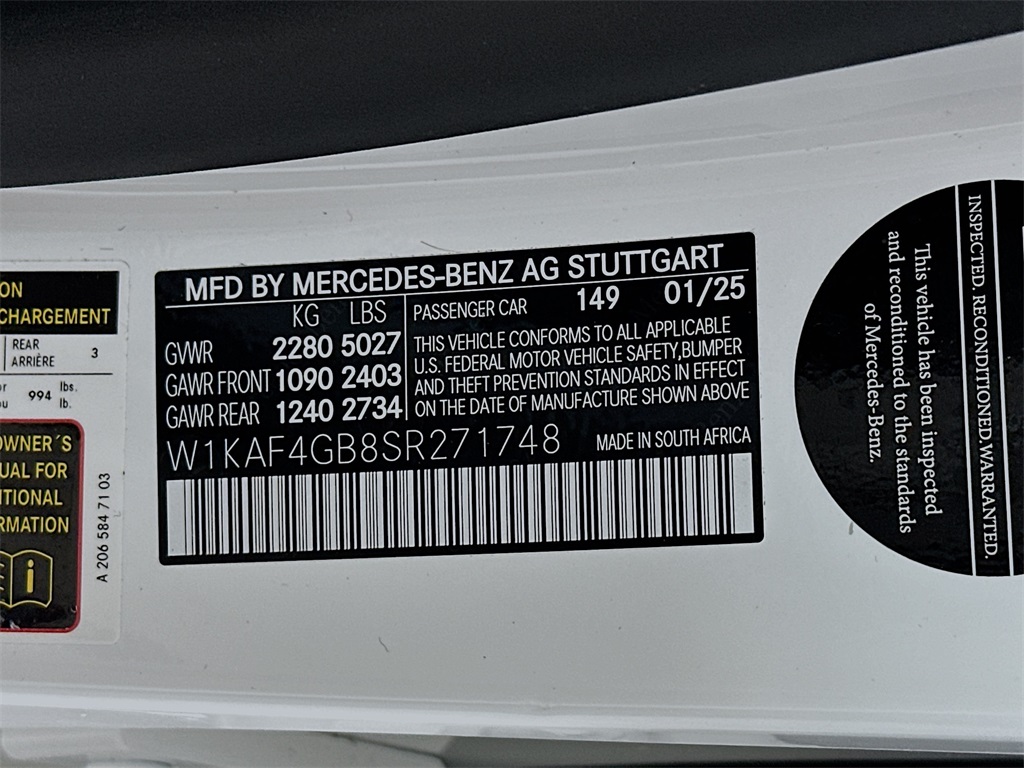 MFD BY MERCEDES-BENZ AG STUTTGART
KG LBS
GVWR 2280 5027
GAWR FRONT 1090 2403
GAWR REAR 1240 2734
PASSENGER CAR 149 01/25
THIS VEHICLE CONFORMS TO ALL APPLICABLE
U.S. FEDERAL MOTOR VEHICLE SAFETY, BUMPER
AND THEFT PREVENTION STANDARDS IN EFFECT
ON THE DATE OF MANUFACTURE SHOWN ABOVE
W1KAF4GB8SR271748
MADE IN SOUTH AFRICA
ON
CHARGEMENT
REAR
ARRIÈRE 3
994 lbs.
lb.
OWNER´S
UAL FOR
ITIONAL
RMATION
A 206 584 71 03
INSPECTED. RECONDITIONED. WARRANTED.
This vehicle has been inspected
and reconditioned to the standards
of Mercedes-Benz.